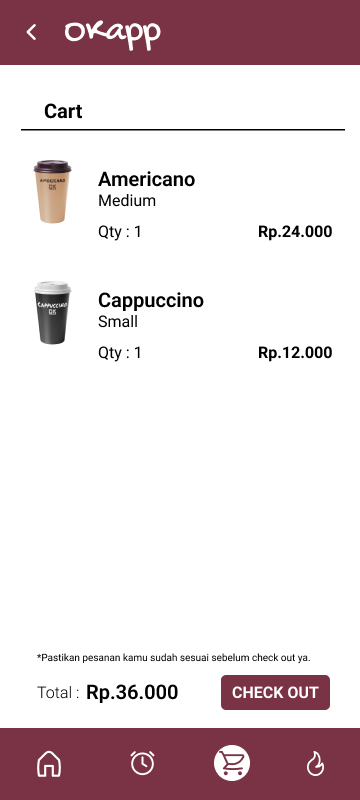 OKapp
Cart
AMERICANO
OK
Americano
Medium
Qty : 1
Rp.24.000
CAPPUCCINO
OK
Cappuccino
Small
Qty : 1
Rp.12.000
*Pastikan pesanan kamu sudah sesuai sebelum check out ya.
Total : Rp.36.000
CHECK OUT